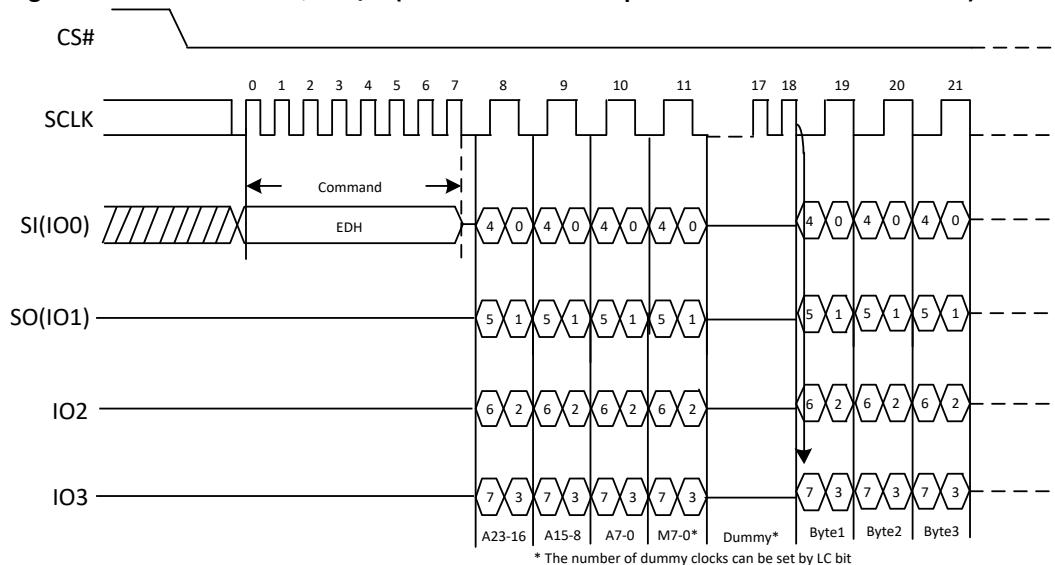 CS#
0 1 2 3 4 5 6 7 8 9 10 11 17 18 19 20 21
SCLK
Command
SI(IO0) EDH 4 0 4 0 4 0 4 0 4 0 4 0 4 0
SO(IO1) 5 1 5 1 5 1 5 1 5 1 5 1 5 1
IO2 6 2 6 2 6 2 6 2 6 2 6 2 6 2
IO3 7 3 7 3 7 3 7 3 7 3 7 3 7 3
A23-16 A15-8 A7-0 M7-0* Dummy* Byte1 Byte2 Byte3
* The number of dummy clocks can be set by LC bit